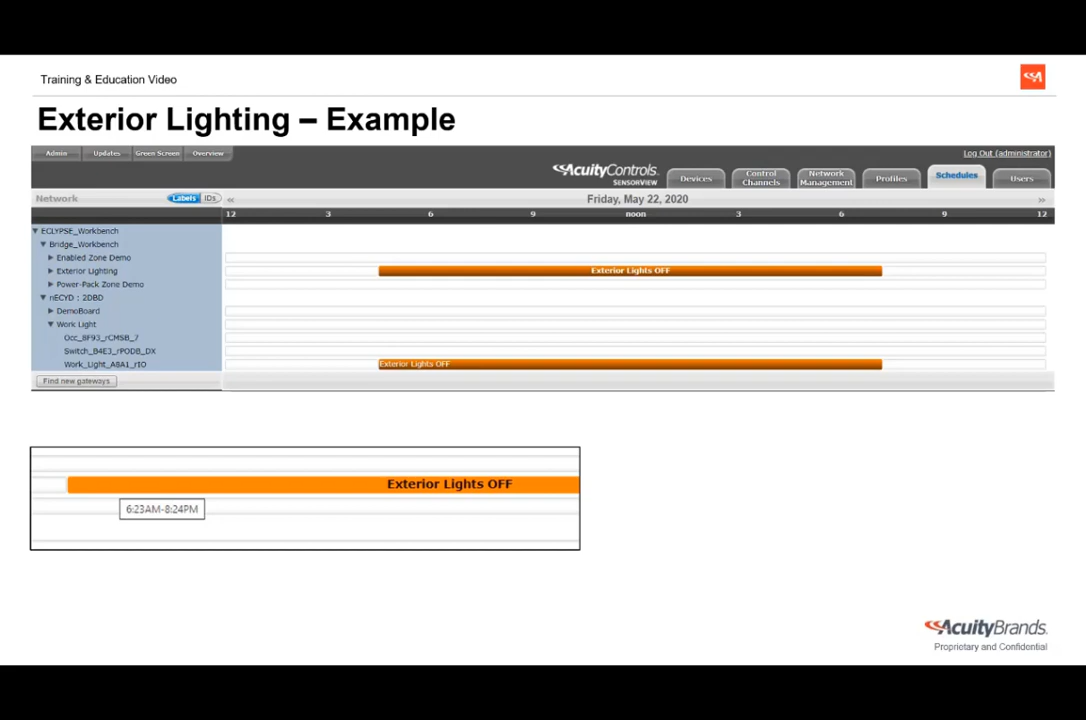 Training & Education Video
Exterior Lighting – Example
Admin Updates Green Screen Overview
Log Out (administrator)
AcuityControls.
SENSORVIEW
Devices
Control Channels
Network Management
Profiles
Schedules
Users
Network Labels IDs « Friday, May 22, 2020 »
12 3 6 9 noon 3 6 9 12
ECLYPSE_Workbench
Bridge_Workbench
Enabled Zone Demo
Exterior Lighting Exterior Lights OFF
Power-Pack Zone Demo
nECYD : 2DBD
DemoBoard
Work Light
Occ_8F93_rCMSB_7
Switch_B4E3_rPODB_DX
Work_Light_A8A1_rIO Exterior Lights OFF
Find new gateways
Exterior Lights OFF
6:23AM-8:24PM
AcuityBrands.
Proprietary and Confidential